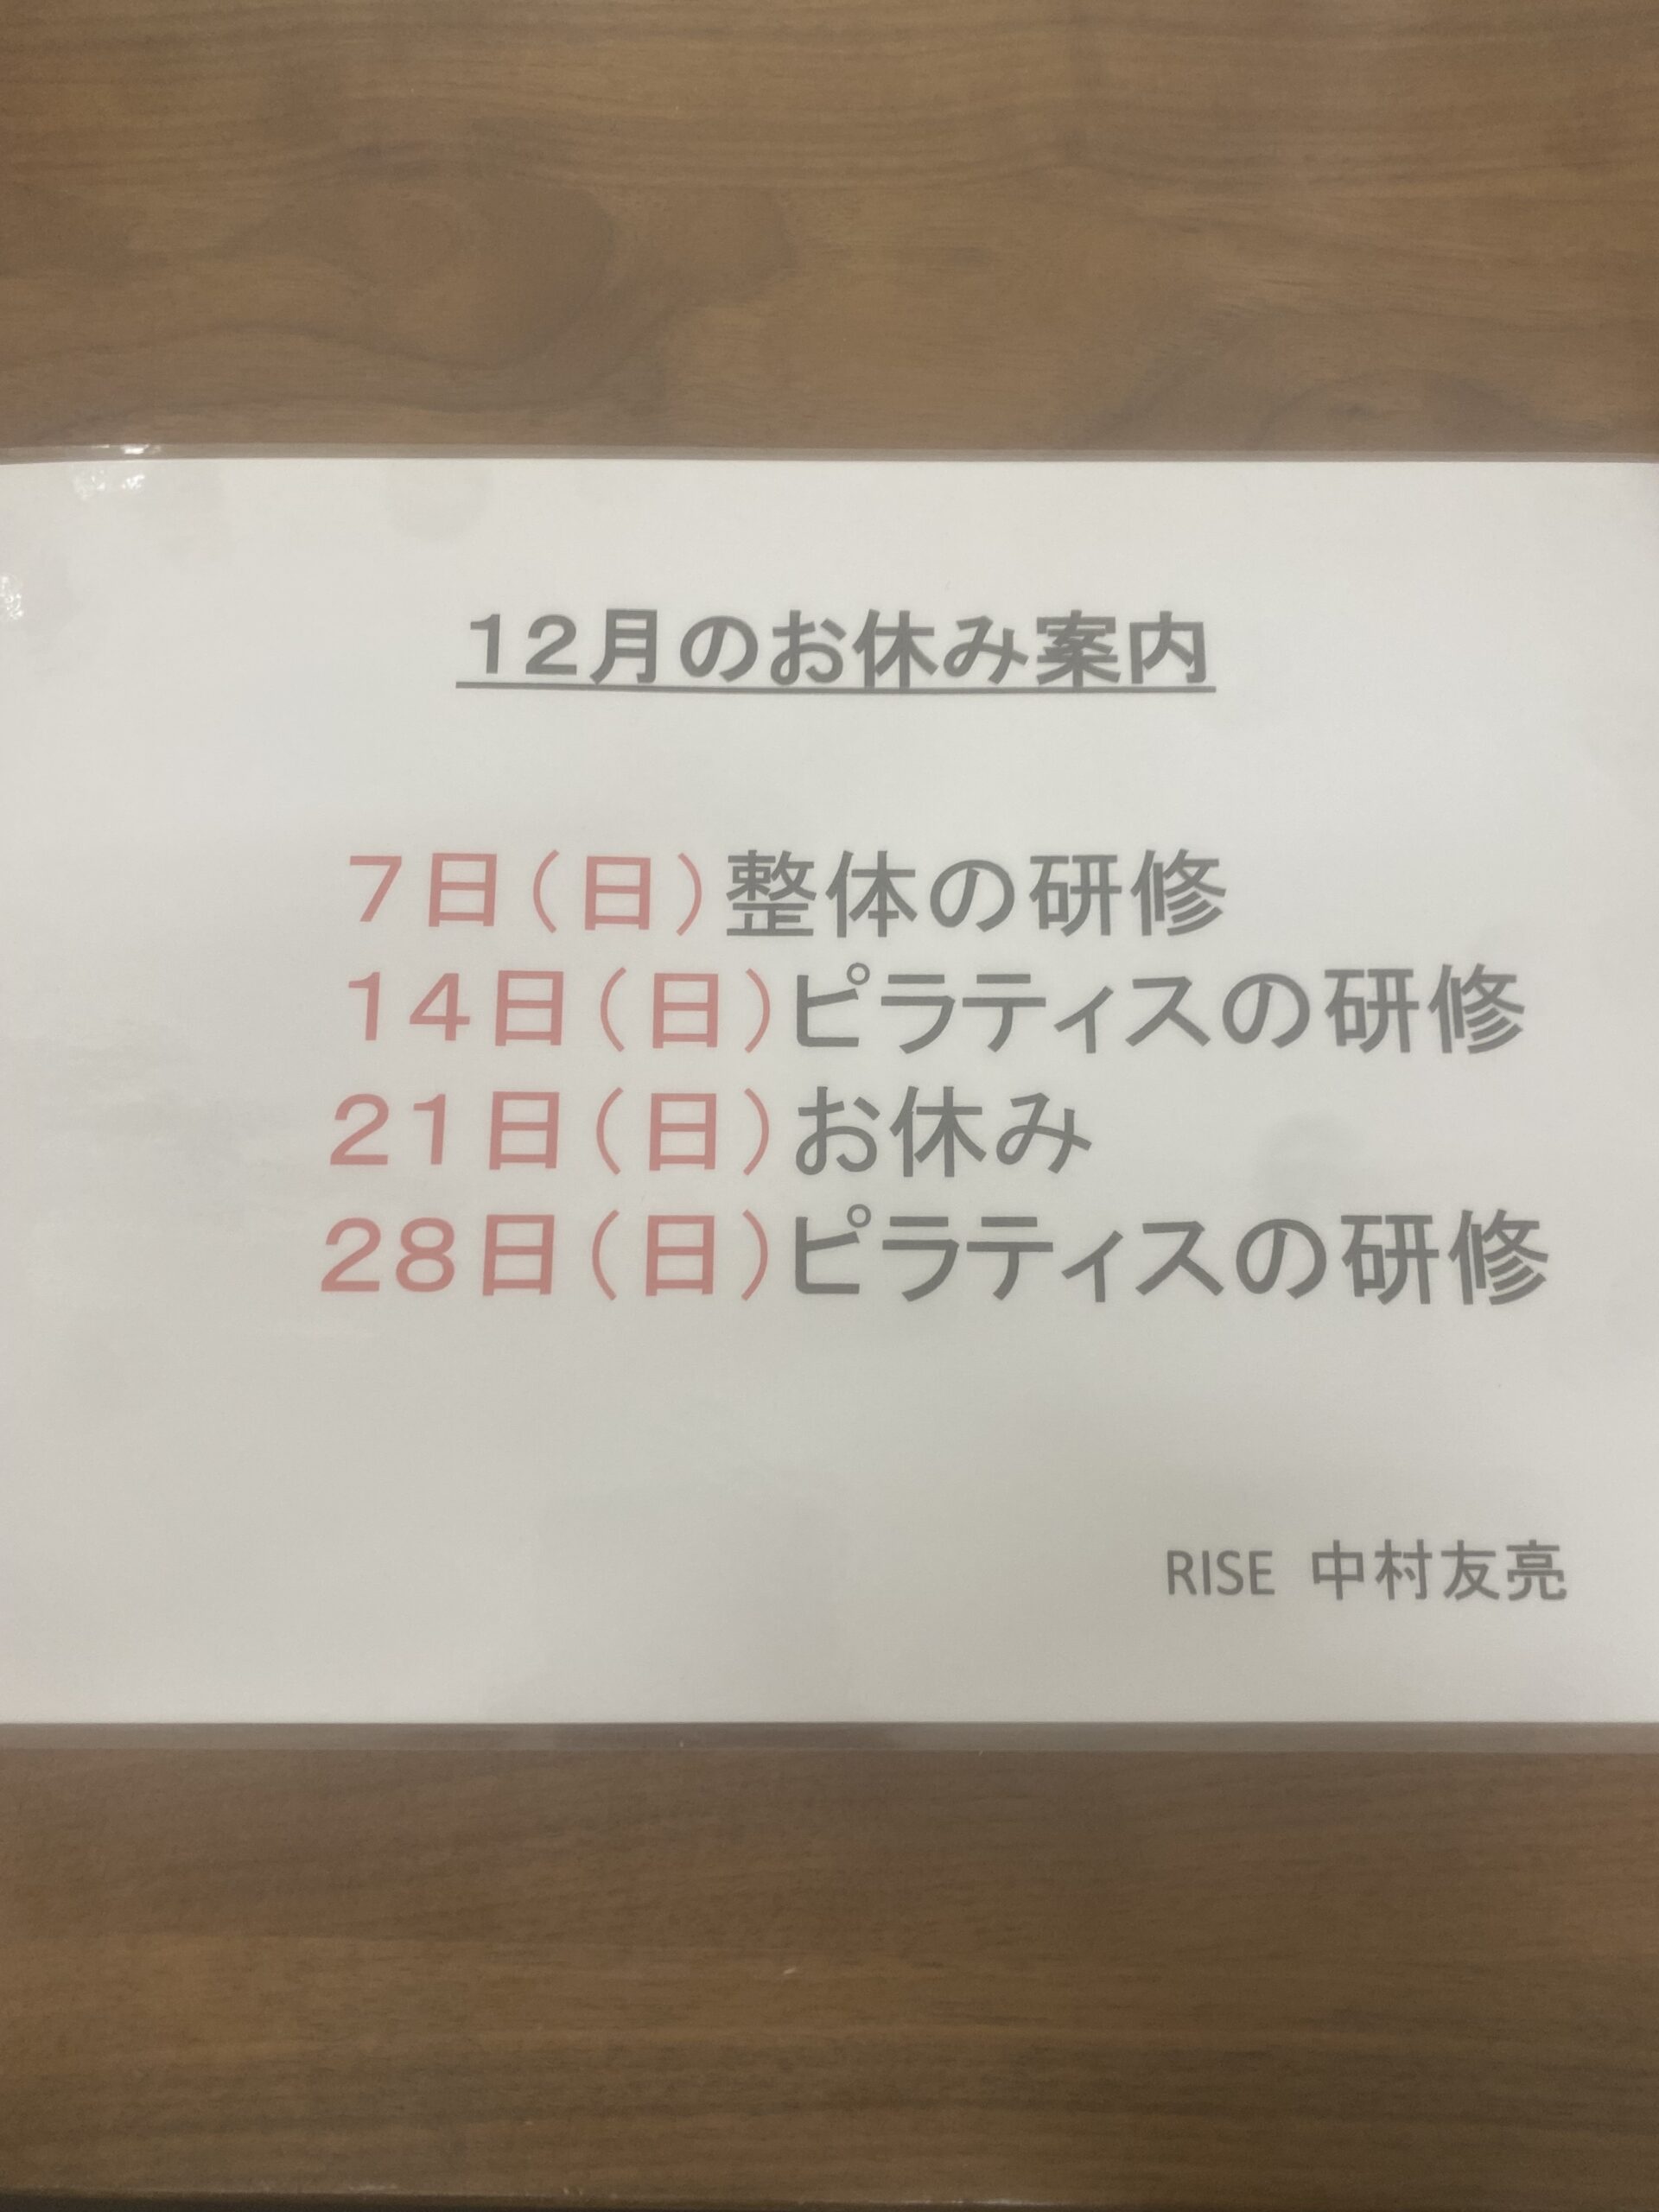 １２月のお休み案内
７日（日）整体の研修
１４日（日）ピラティスの研修
２１日（日）お休み
２８日（日）ピラティスの研修
RISE 中村友亮